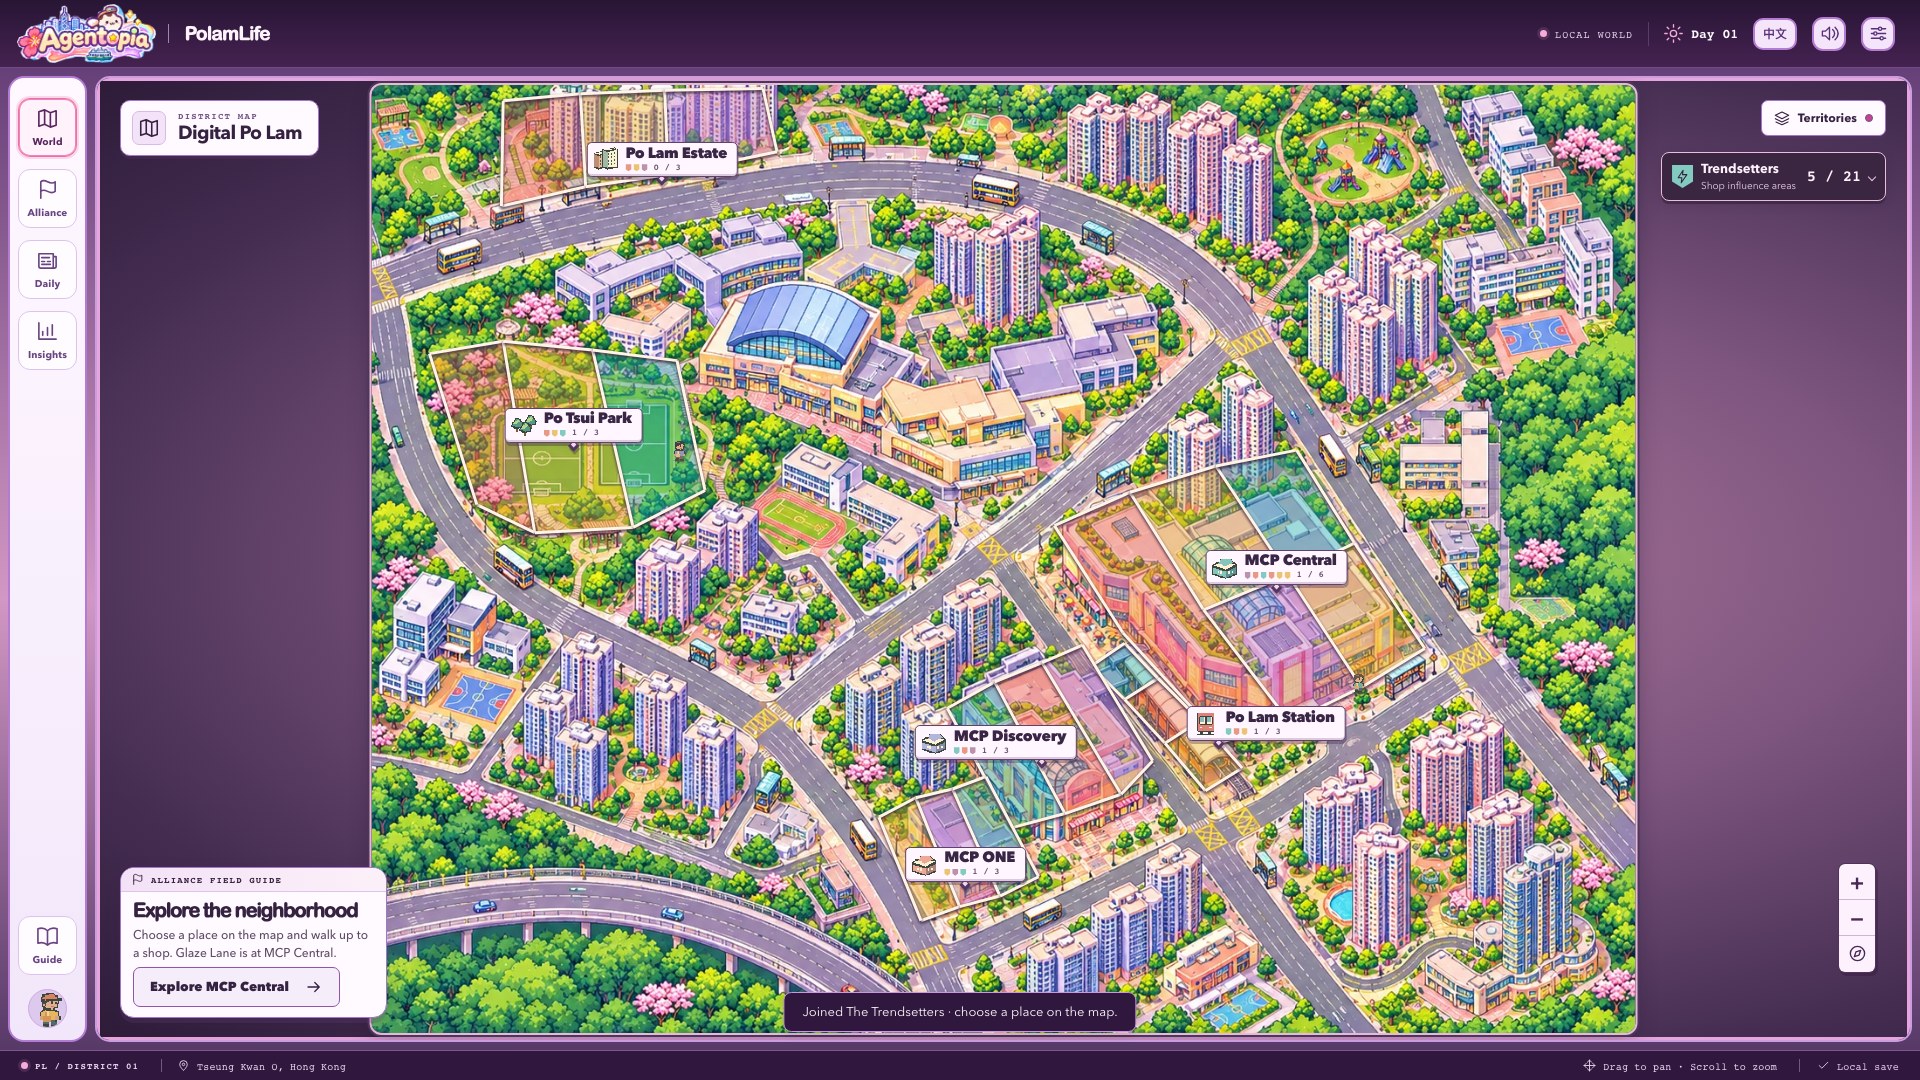 Agentopia
PolamLife
LOCAL WORLD
Day 01
中文
World
Alliance
Daily
Insights
Guide
DISTRICT MAP
Digital Po Lam
Territories
Trendsetters
Shop influence areas
5 / 21
Po Lam Estate
0 / 3
Po Tsui Park
1 / 3
MCP Central
1 / 6
Po Lam Station
1 / 3
MCP Discovery
1 / 3
MCP ONE
1 / 3
ALLIANCE FIELD GUIDE
Explore the neighborhood
Choose a place on the map and walk up to
a shop. Glaze Lane is at MCP Central.
Explore MCP Central →
Joined The Trendsetters · choose a place on the map.
+
−
PL / DISTRICT 01
Tseung Kwan O, Hong Kong
Drag to pan · Scroll to zoom
Local save